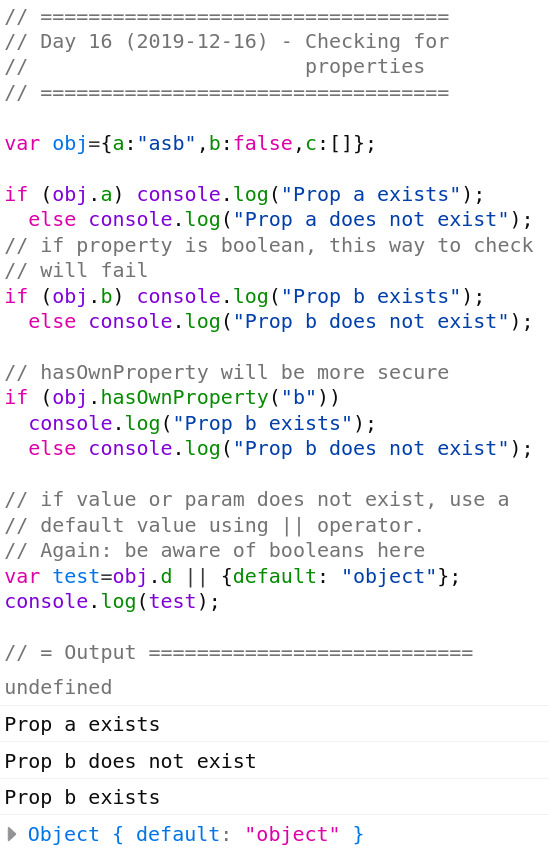 // ==================================
// Day 16 (2019-12-16) - Checking for
//                       properties
// ==================================
var obj={a:"asb",b:false,c:[]};
if (obj.a) console.log("Prop a exists");
  else console.log("Prop a does not exist");
// if property is boolean, this way to check
// will fail
if (obj.b) console.log("Prop b exists");
  else console.log("Prop b does not exist");
// hasOwnProperty will be more secure
if (obj.hasOwnProperty("b"))
  console.log("Prop b exists");
  else console.log("Prop b does not exist");
// if value or param does not exist, use a
// default value using || operator.
// Again: be aware of booleans here
var test=obj.d || {default: "object"};
console.log(test);
// = Output ===========================
undefined
Prop a exists
Prop b does not exist
Prop b exists
Object { default: "object" }